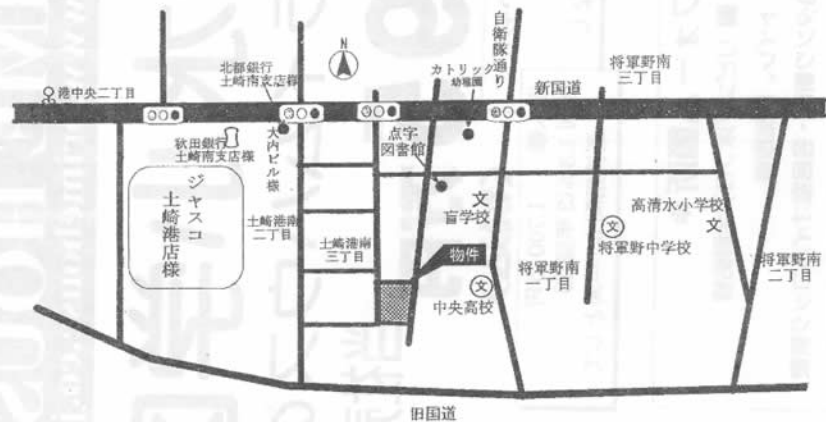 港中央二丁目
北都銀行
土崎南支店様
N
カトリック
幼稚園
自衛隊通り
新国道
将軍野南
三丁目
秋田銀行
土崎南支店様
大内ビル様
点字
図書館
ジャスコ
土崎港店様
土崎港南
二丁目
土崎港南
三丁目
文
盲学校
物件
文
中央高校
将軍野南
一丁目
文
将軍野中学校
高清水小学校
文
将軍野南
二丁目
旧国道